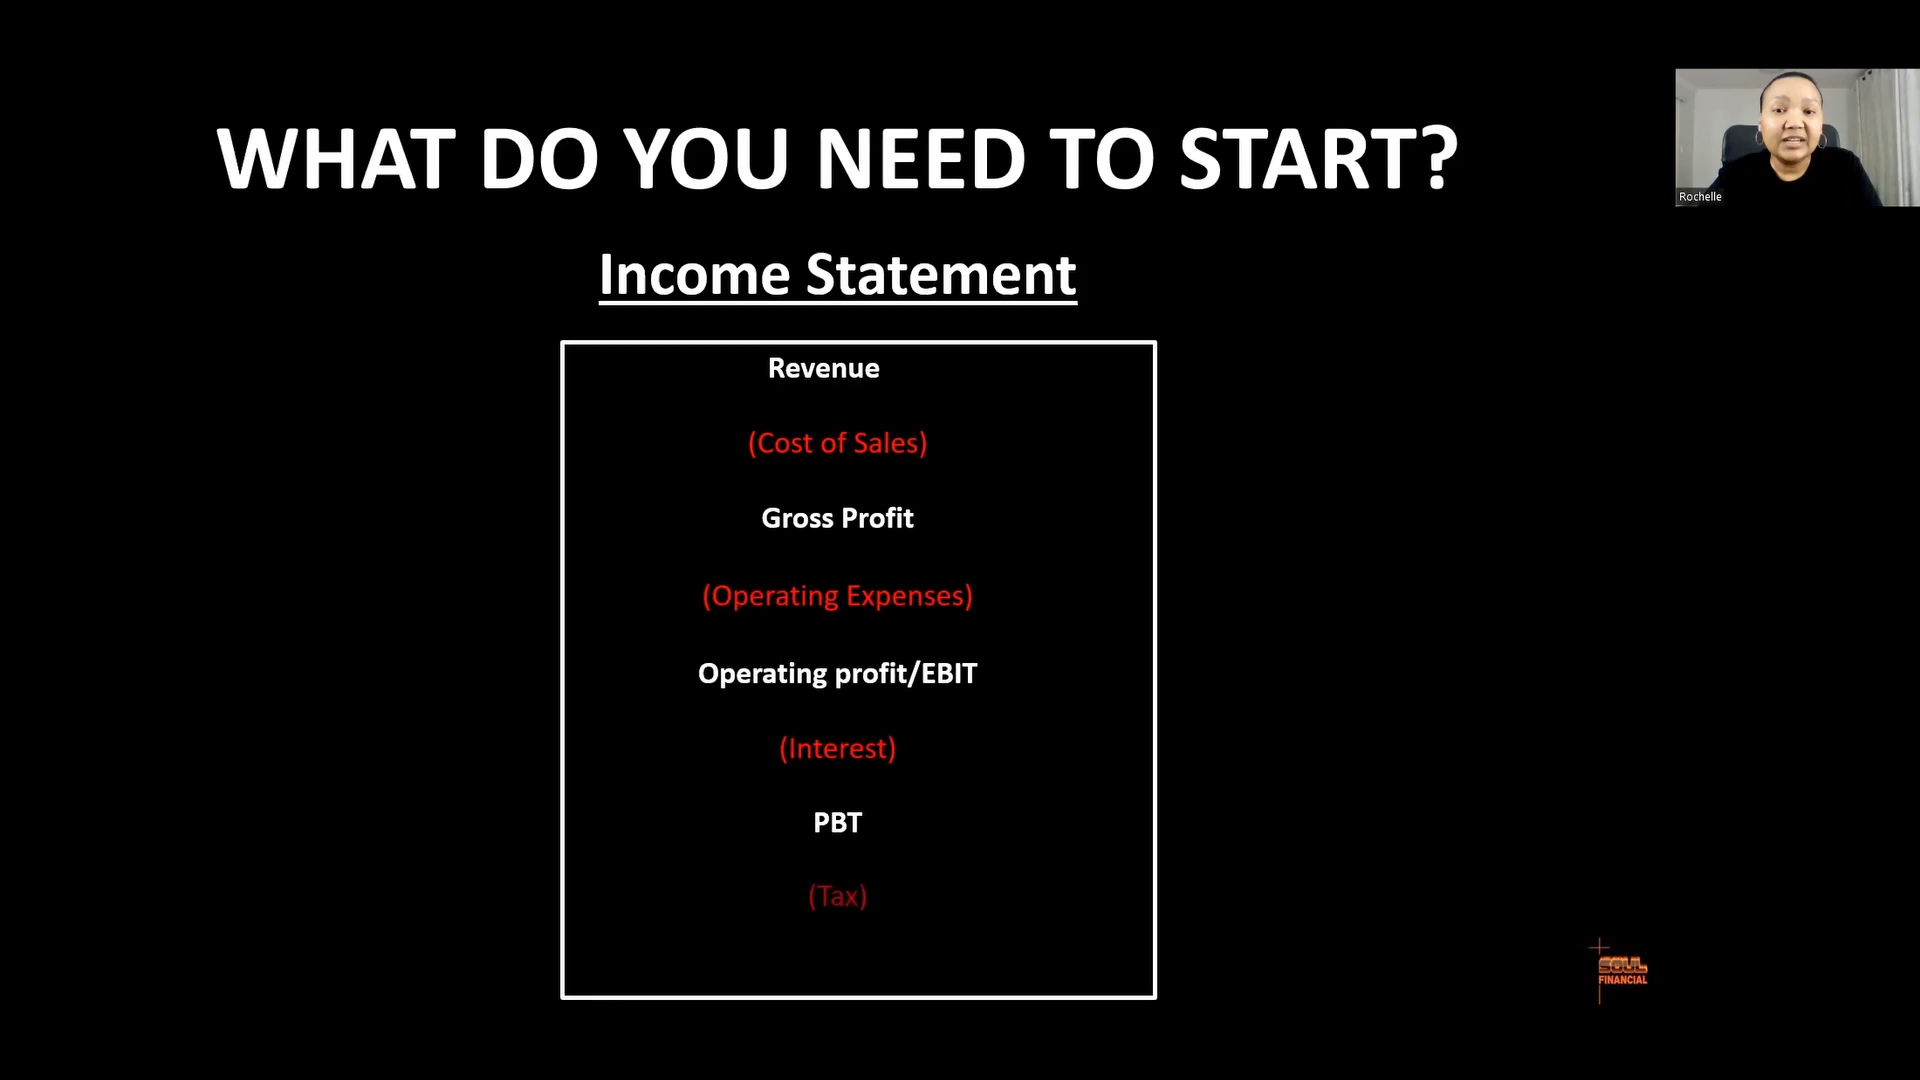 WHAT DO YOU NEED TO START?
Rochelle
Income Statement
Revenue
(Cost of Sales)
Gross Profit
(Operating Expenses)
Operating profit/EBIT
(Interest)
PBT
(Tax)
SOUL
FINANCIAL